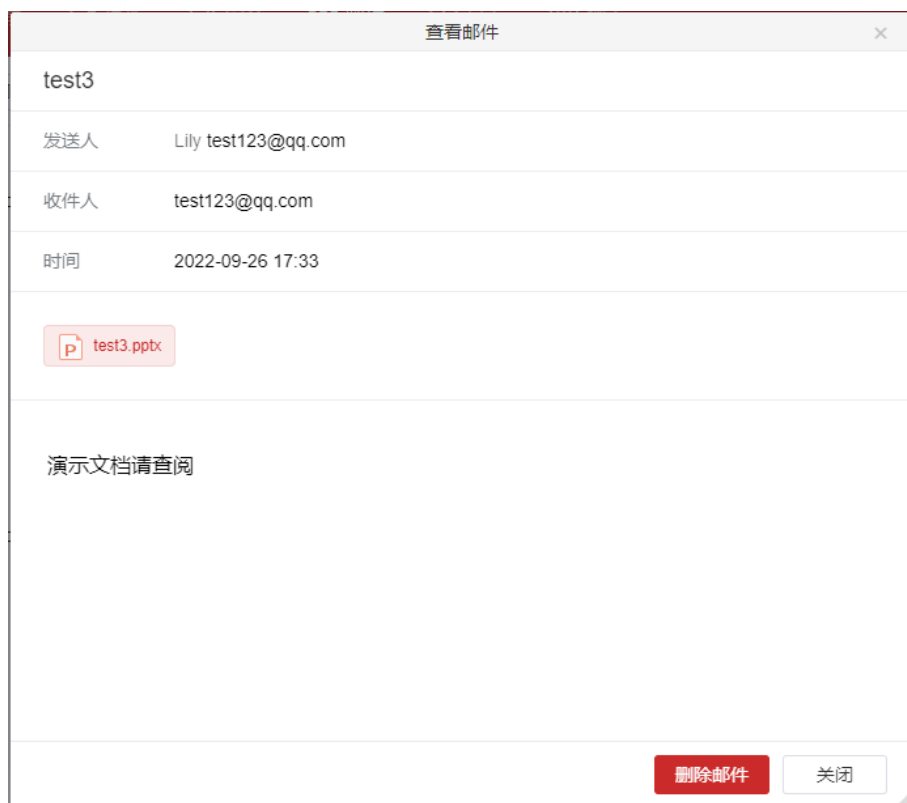 查看邮件
test3
发送人 Lily test123@qq.com
收件人 test123@qq.com
时间 2022-09-26 17:33
P test3.pptx
演示文档请查阅
删除邮件 关闭